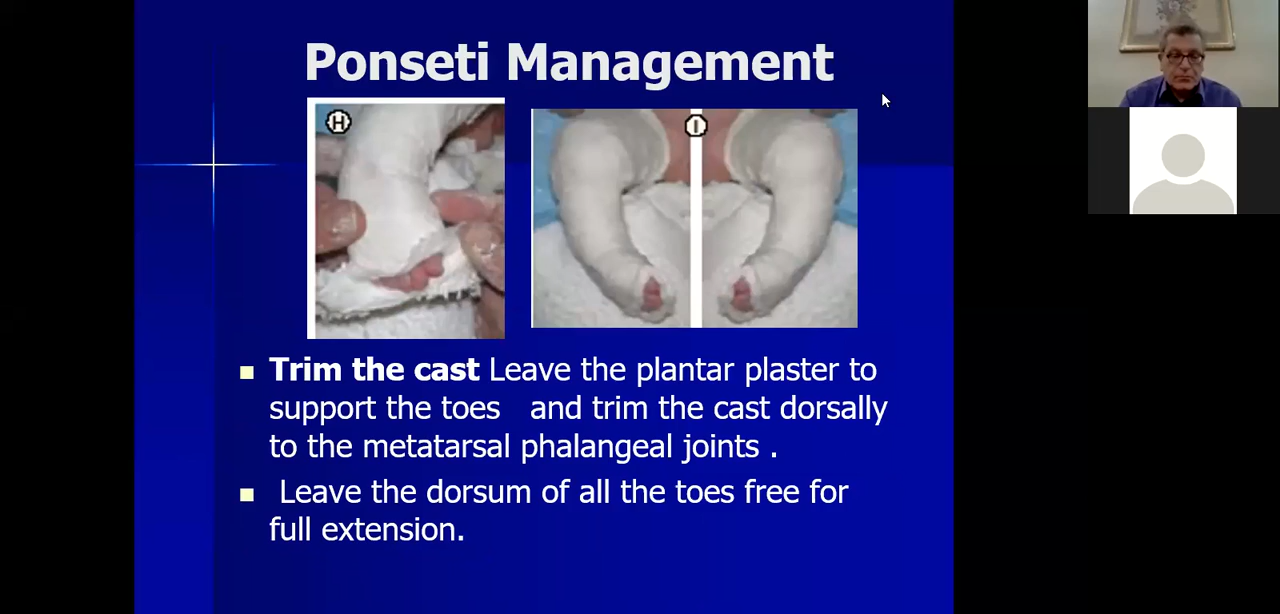 Ponseti Management
H
I
Trim the cast Leave the plantar plaster to
support the toes and trim the cast dorsally
to the metatarsal phalangeal joints .
Leave the dorsum of all the toes free for
full extension.